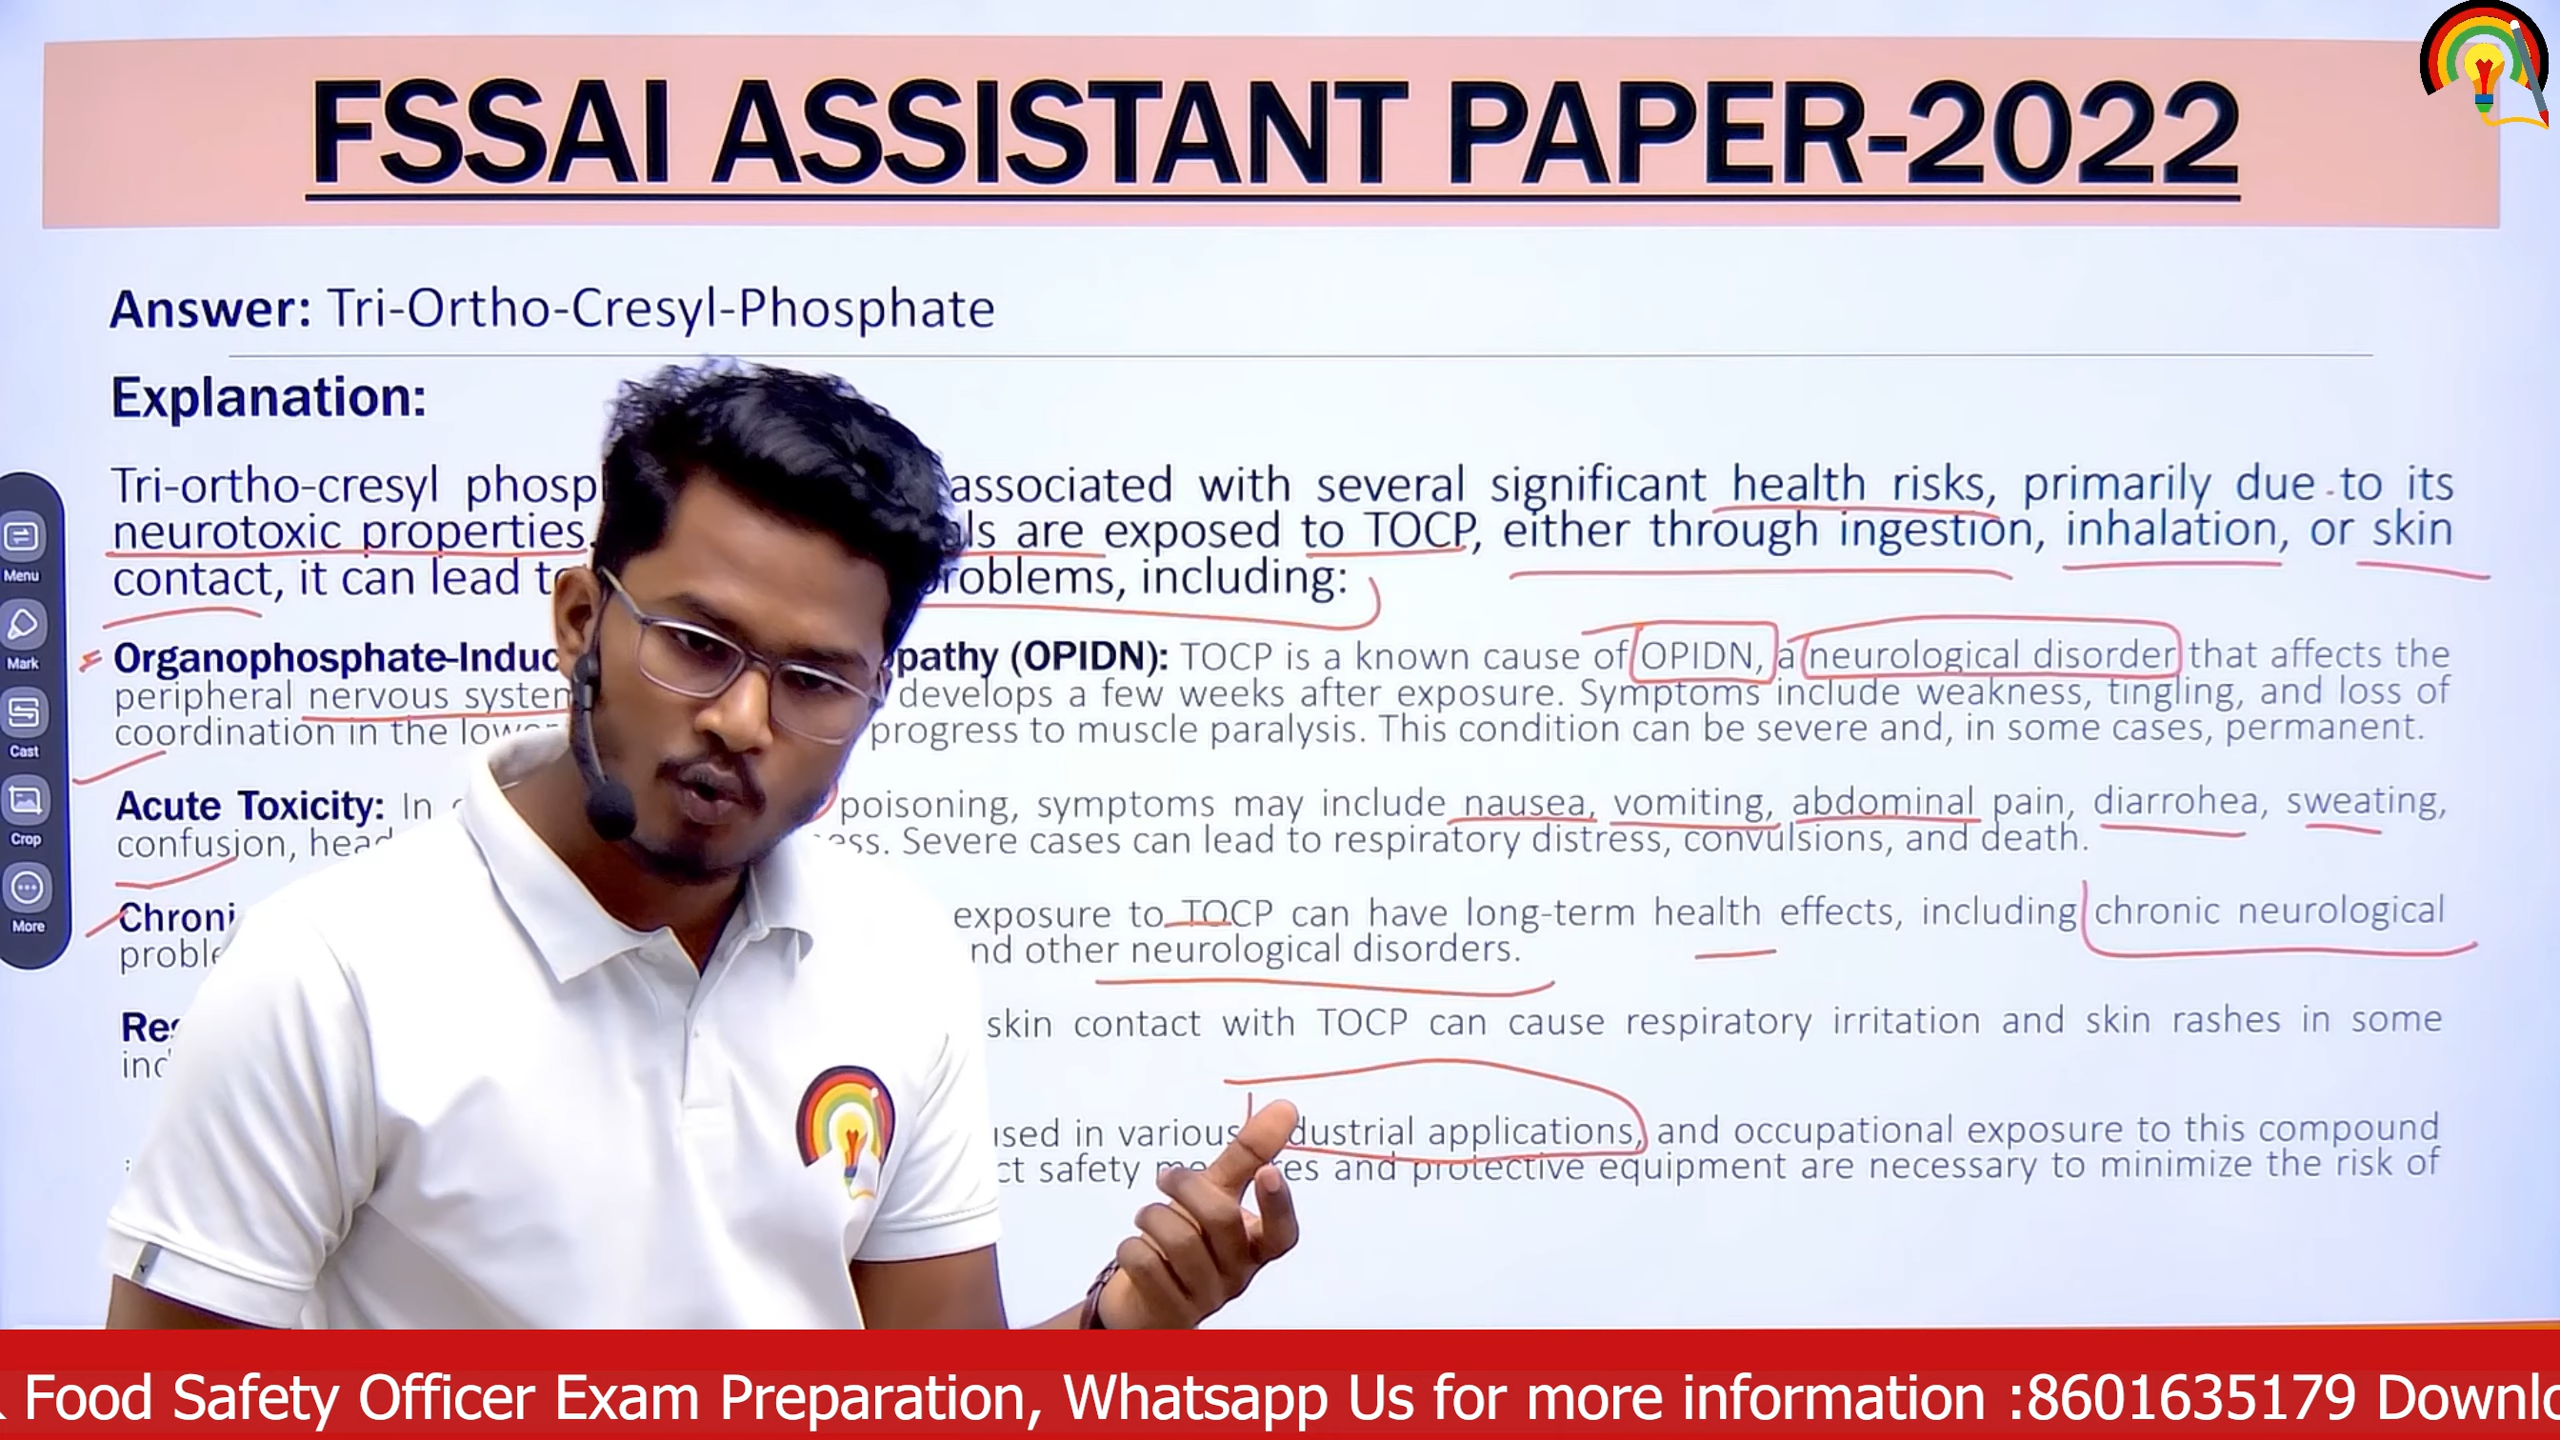 FSSAI ASSISTANT PAPER-2022
Answer: Tri-Ortho-Cresyl-Phosphate
Explanation:
Tri-ortho-cresyl associated with several significant health risks, primarily due to its
neurotoxic properties. are exposed to TOCP, either through ingestion, inhalation, or skin
contact, it can lead including:
Organophosphate-Induc pathy (OPIDN): TOCP is a known cause of OPIDN, a neurological disorder that affects the
peripheral nervous system develops a few weeks after exposure. Symptoms include weakness, tingling, and loss of
coordination in the progress to muscle paralysis. This condition can be severe and, in some cases, permanent.
Acute Toxicity: In poisoning, symptoms may include nausea, vomiting, abdominal pain, diarrohea, sweating,
confusion, Severe cases can lead to respiratory distress, convulsions, and death.
Chroni exposure to TOCP can have long-term health effects, including chronic neurological
other neurological disorders.
skin contact with TOCP can cause respiratory irritation and skin rashes in some
in various industrial applications, and occupational exposure to this compound
safety and protective equipment are necessary to minimize the risk of
Menu
Mark
Cast
Crop
More
Food Safety Officer Exam Preparation, Whatsapp Us for more information :8601635179 Downlo